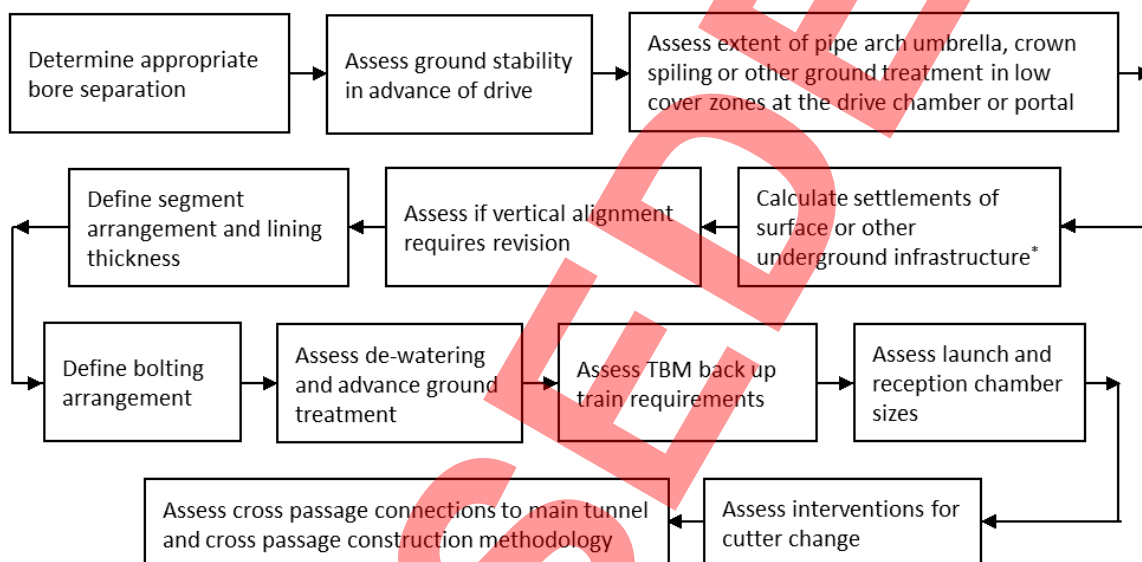 Determine appropriate
bore separation
Assess ground stability
in advance of drive
Assess extent of pipe arch umbrella, crown
spiling or other ground treatment in low
cover zones at the drive chamber or portal
Calculate settlements of
surface or other
underground infrastructure*
Assess if vertical alignment
requires revision
Define segment
arrangement and lining
thickness
Define bolting
arrangement
Assess de-watering
and advance ground
treatment
Assess TBM back up
train requirements
Assess launch and
reception chamber
sizes
Assess interventions for
cutter change
Assess cross passage connections to main tunnel
and cross passage construction methodology
SEDE